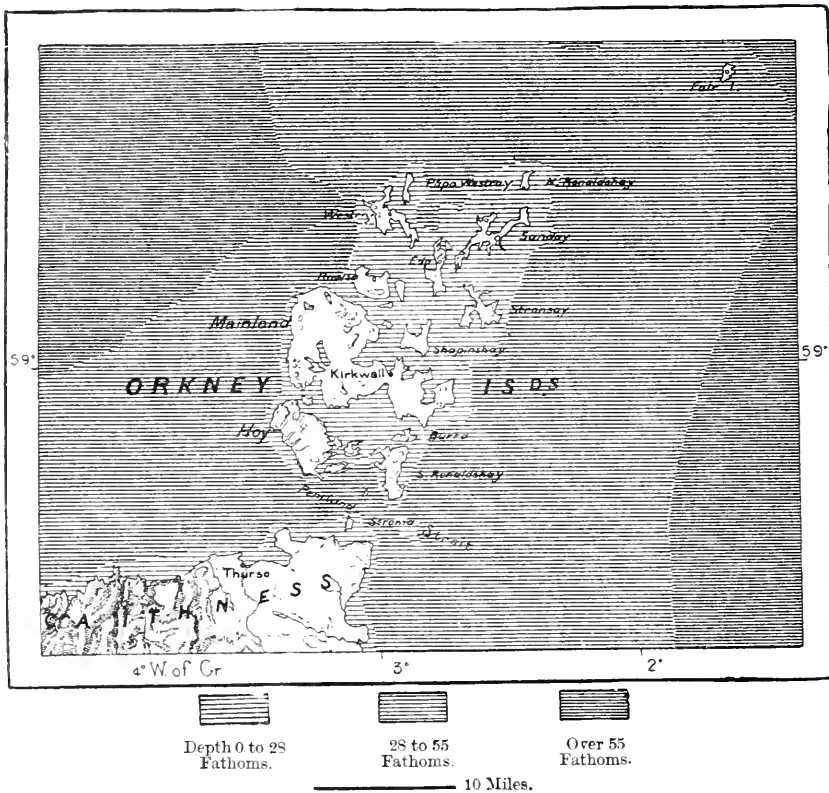 Fair I.
Papa Westray
N. Ronaldshay
Westray
Sanday
Eda
Rowsa
Stronsay
Mainland
Shapinshay
59°
59°
Kirkwall
ORKNEY
ISDS
Hoy
Burra
S. Ronaldshay
Pentland
Stroma
Strait
Thurso
CAITHNESS
4° W. of Gr
3°
2°
Depth 0 to 28
Fathoms.
28 to 55
Fathoms.
Over 55
Fathoms.
10 Miles.